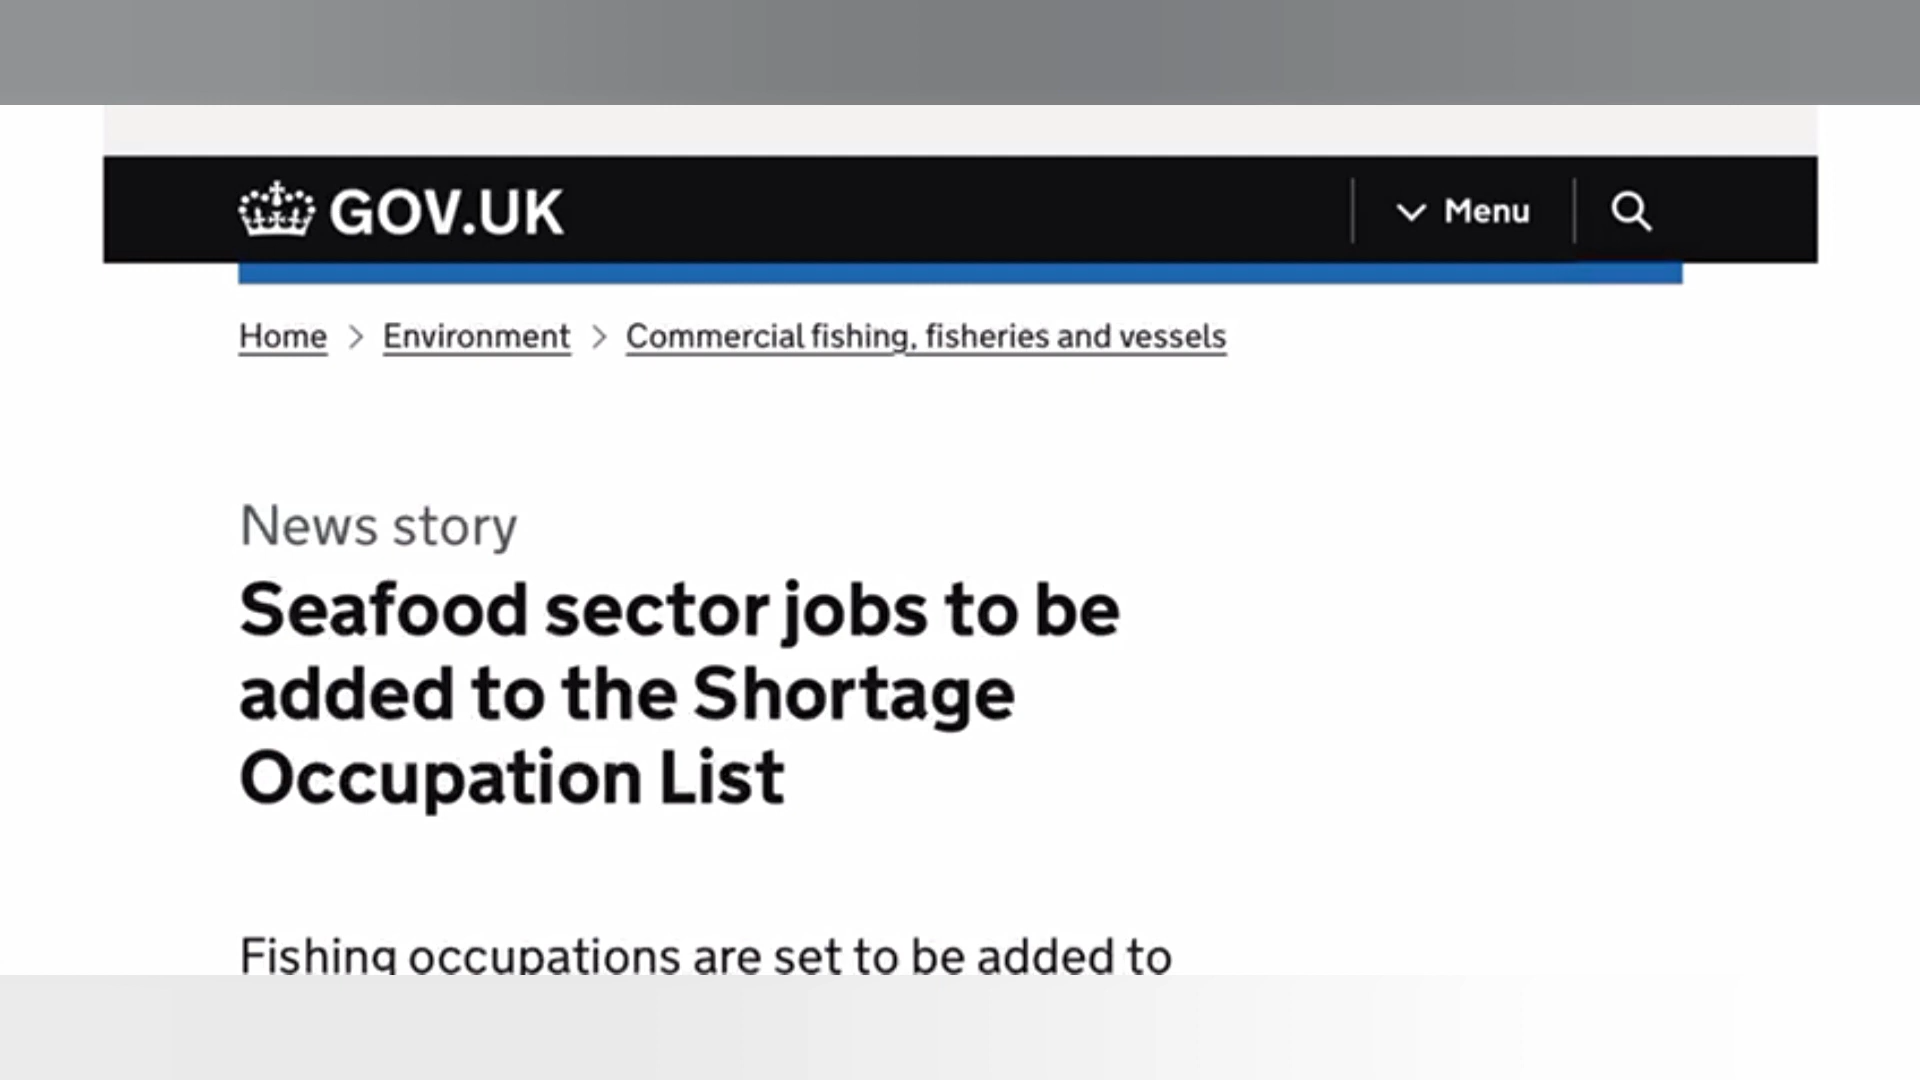 GOV.UK
Menu
Home > Environment > Commercial fishing, fisheries and vessels
News story
Seafood sector jobs to be
added to the Shortage
Occupation List
Fishing occupations are set to be added to